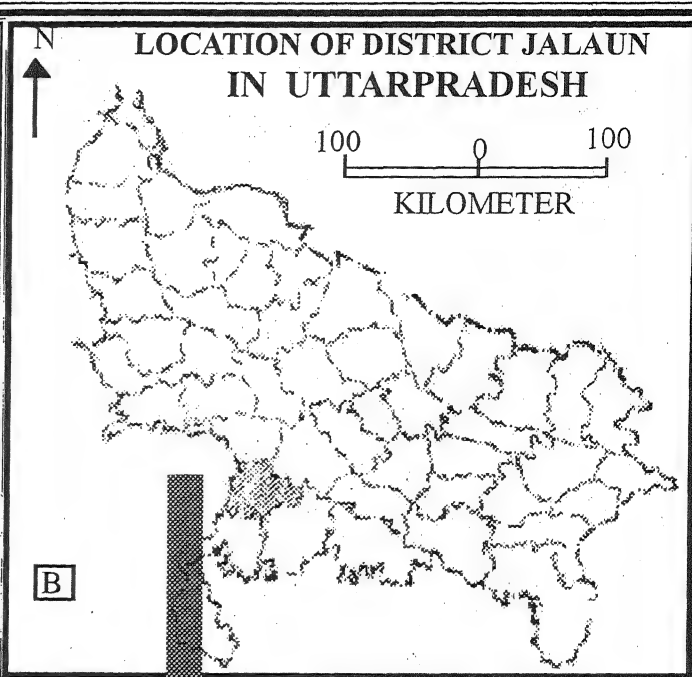 N
LOCATION OF DISTRICT JALAUN
IN UTTARPRADESH
100 0 100
KILOMETER
B